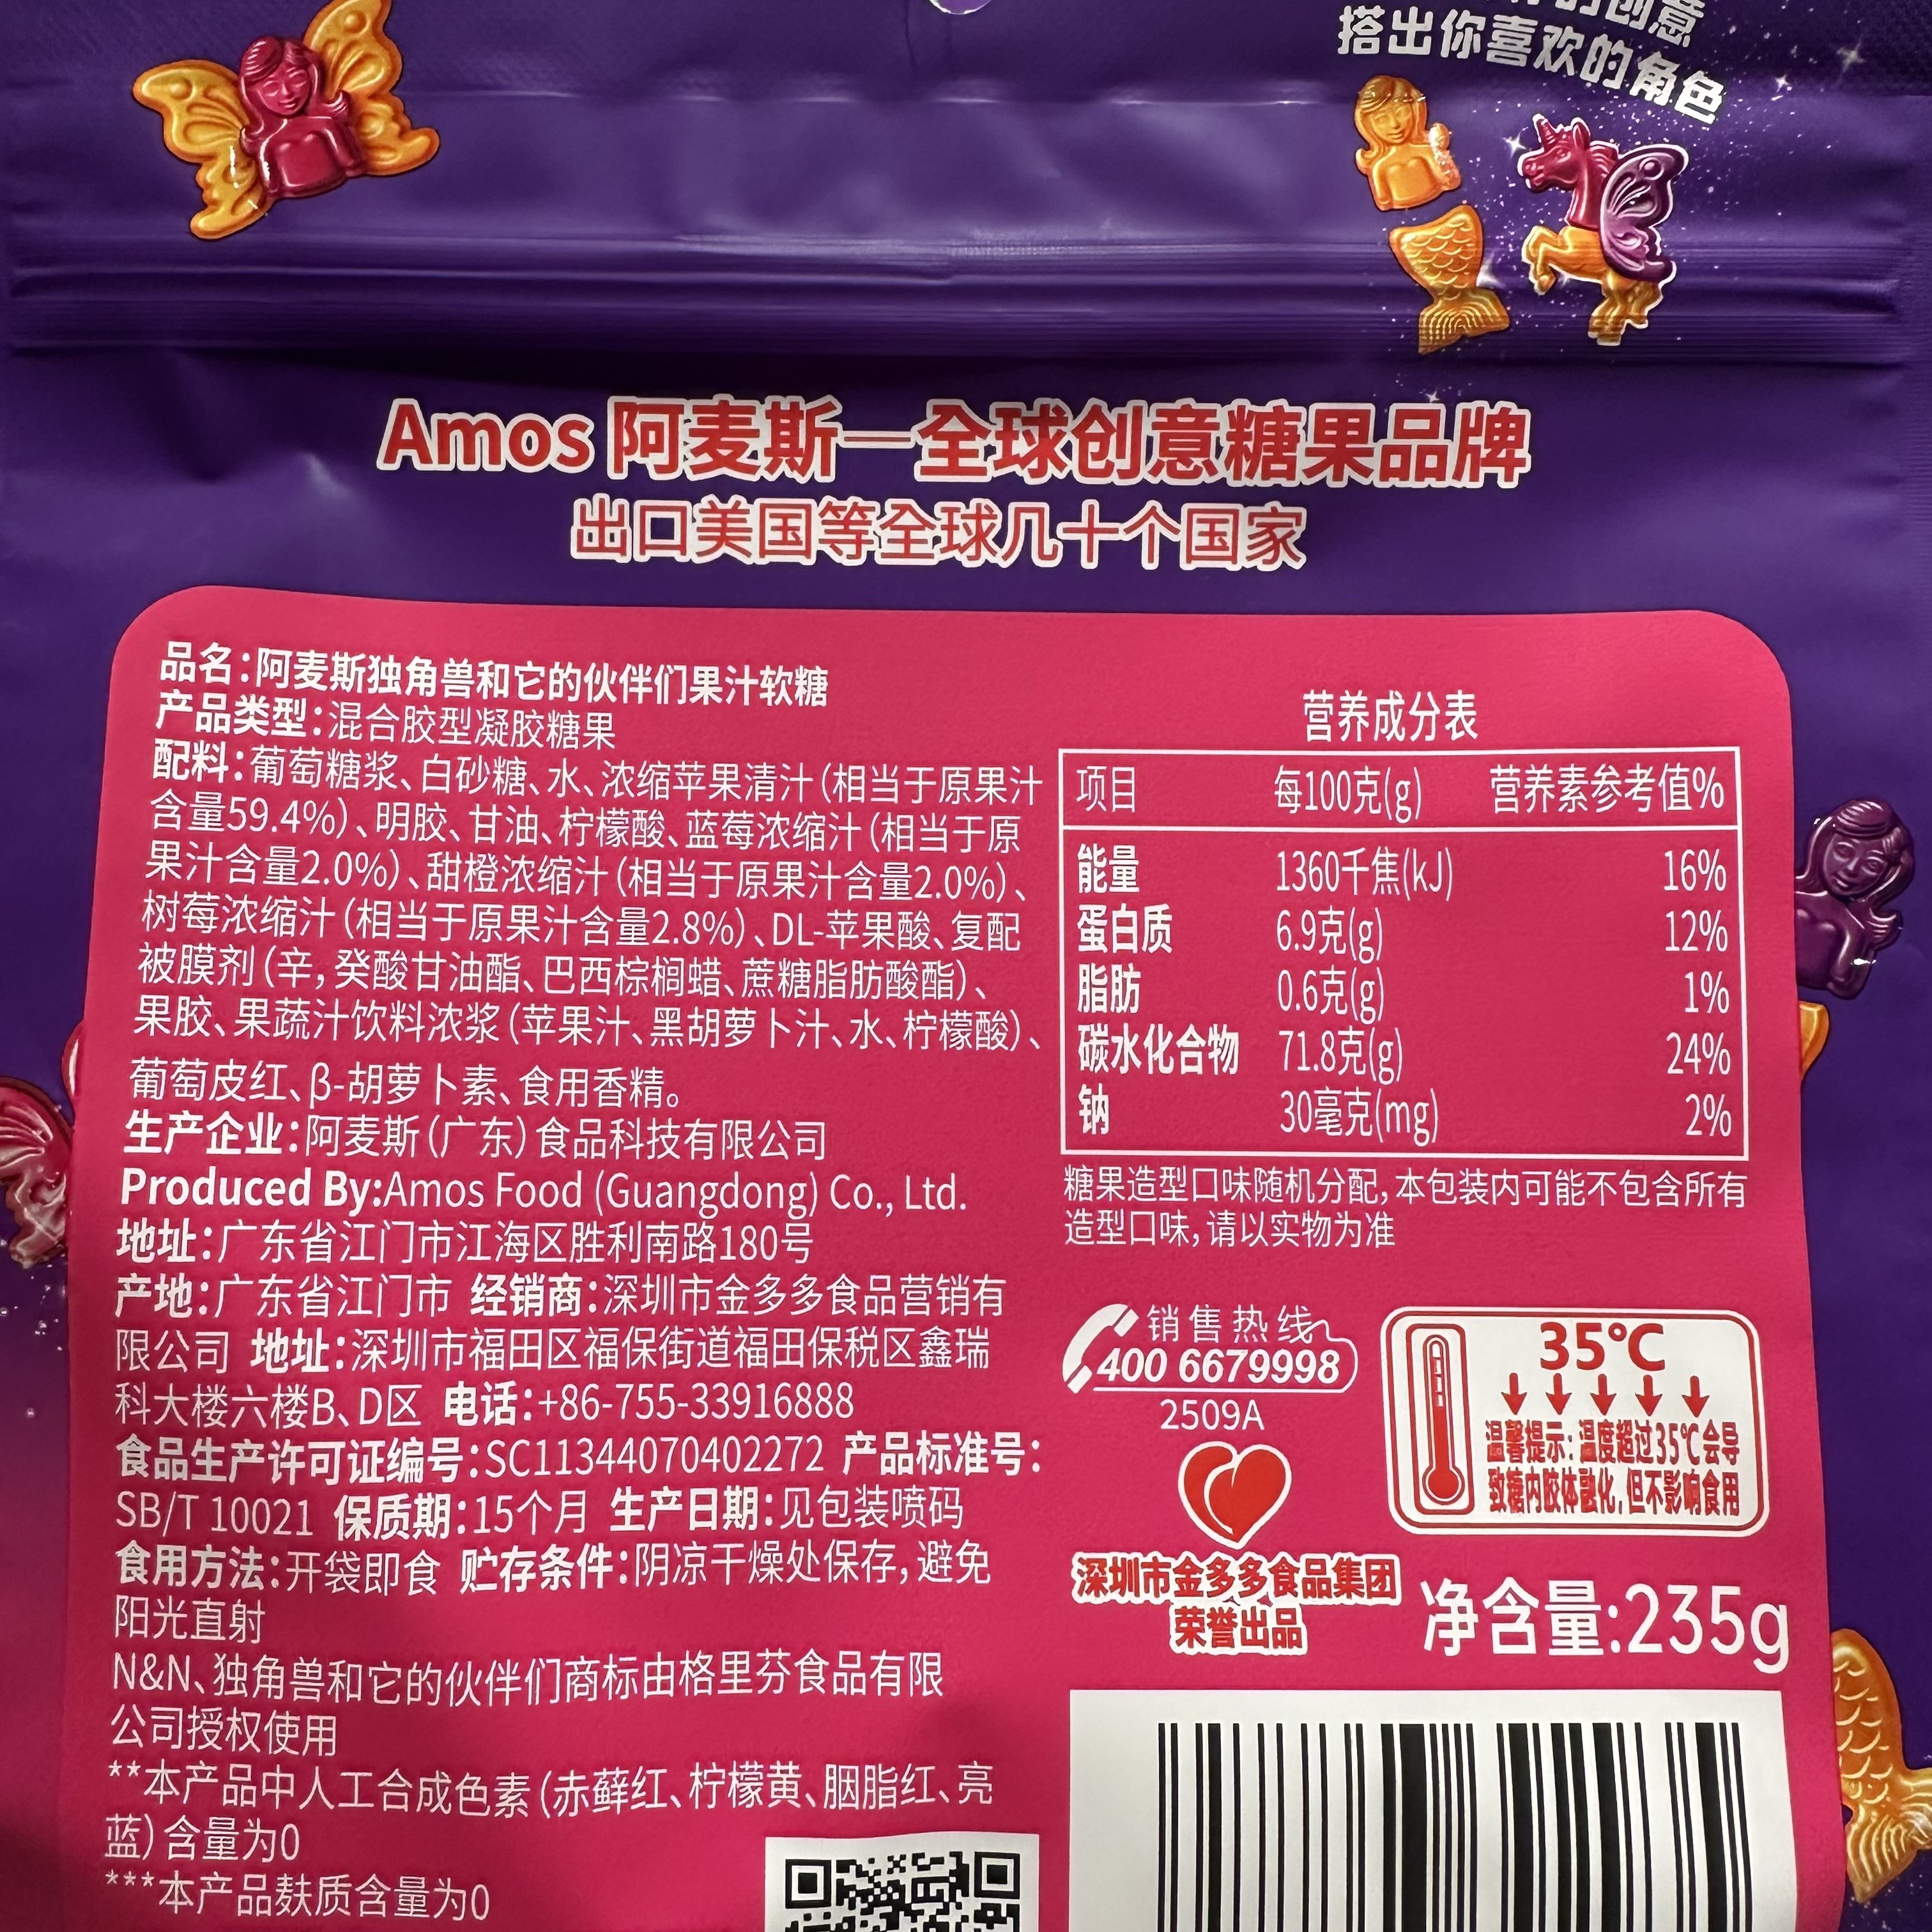 搭出你喜欢的角色
Amos 阿麦斯—全球创意糖果品牌
出口美国等全球几十个国家
品名:阿麦斯独角兽和它的伙伴们果汁软糖
产品类型:混合胶型凝胶糖果
配料:葡萄糖浆、白砂糖、水、浓缩苹果清汁(相当于原果汁
含量59.4%)、明胶、甘油、柠檬酸、蓝莓浓缩汁(相当于原
果汁含量2.0%)、甜橙浓缩汁(相当于原果汁含量2.0%)、
树莓浓缩汁(相当于原果汁含量2.8%)、DL-苹果酸、复配
被膜剂(辛,癸酸甘油酯、巴西棕榈蜡、蔗糖脂肪酸酯)、
果胶、果蔬汁饮料浓浆(苹果汁、黑胡萝卜汁、水、柠檬酸)、
葡萄皮红、β-胡萝卜素、食用香精。
生产企业:阿麦斯(广东)食品科技有限公司
Produced By:Amos Food (Guangdong) Co., Ltd.
地址:广东省江门市江海区胜利南路180号
产地:广东省江门市 经销商:深圳市金多多食品营销有
限公司 地址:深圳市福田区福保街道福田保税区鑫瑞
科大楼六楼B、D区 电话:+86-755-33916888
食品生产许可证编号:SC11344070402272 产品标准号:
SB/T 10021 保质期:15个月 生产日期:见包装喷码
食用方法:开袋即食 贮存条件:阴凉干燥处保存,避免
阳光直射
N&N、独角兽和它的伙伴们商标由格里芬食品有限
公司授权使用
**本产品中人工合成色素(赤藓红、柠檬黄、胭脂红、亮
蓝)含量为0
***本产品麸质含量为0
营养成分表
项目 每100克(g) 营养素参考值%
能量 1360千焦(kJ) 16%
蛋白质 6.9克(g) 12%
脂肪 0.6克(g) 1%
碳水化合物 71.8克(g) 24%
钠 30毫克(mg) 2%
糖果造型口味随机分配,本包装内可能不包含所有
造型口味,请以实物为准
销售热线
400 6679998
2509A
深圳市金多多食品集团
荣誉出品
35℃
温馨提示:温度超过35℃会导
致糖内胶体融化,但不影响食用
净含量:235g